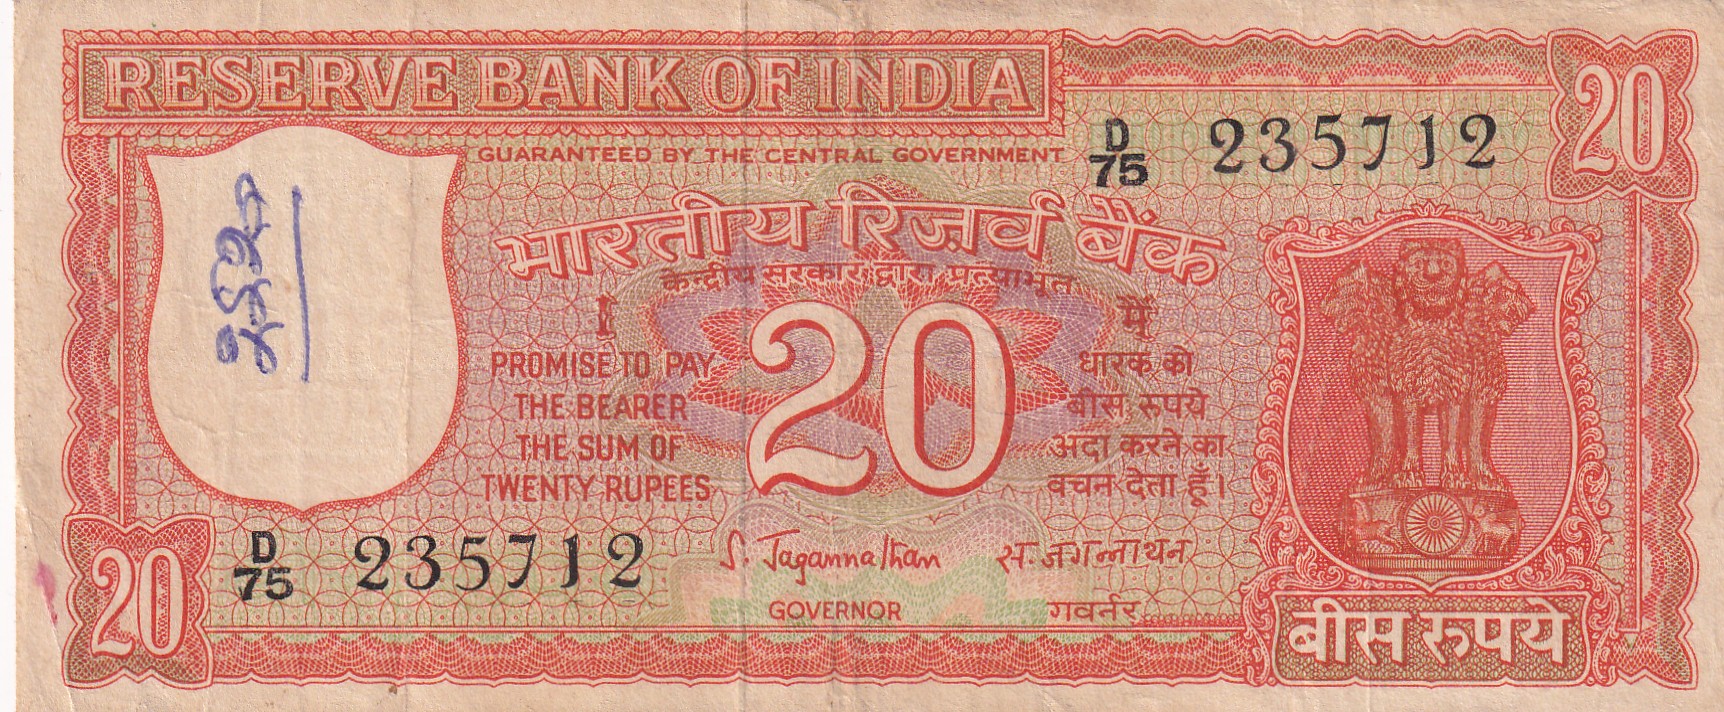 RESERVE BANK OF INDIA
20
GUARANTEED BY THE CENTRAL GOVERNMENT
D/75 235712
भारतीय रिज़र्व बैंक
केन्द्रीय सरकार द्वारा प्रत्याभूत
I
PROMISE TO PAY
THE BEARER
THE SUM OF
TWENTY RUPEES
20
मैं
धारक को
बीस रुपये
अदा करने का
वचन देता हूँ।
D/75 235712
S. Jagannathan
स. जगन्नाथन
GOVERNOR
गवर्नर
20
बीस रुपये